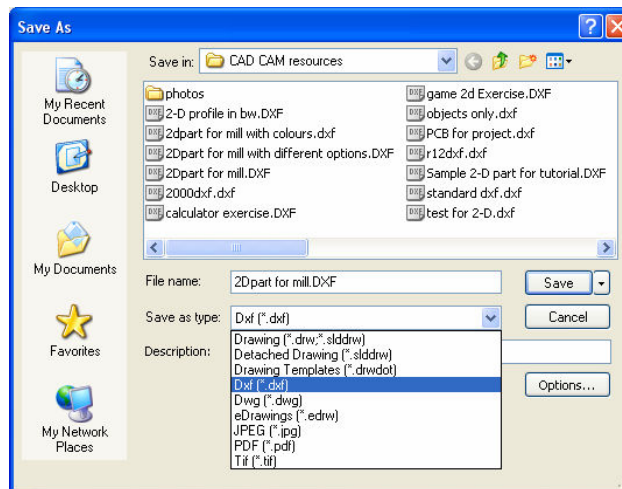 Save As
Save in: CAD CAM resources
My Recent
Documents
Desktop
My Documents
Favorites
My Network
Places
photos
2-D profile in bw.DXF
2dpart for mill with colours.dxf
2Dpart for mill with different options.DXF
2Dpart for mill.DXF
2000dxf.dxf
calculator exercise.DXF
game 2d Exercise.DXF
objects only.dxf
PCB for project.dxf
r12dxf.dxf
Sample 2-D part for tutorial.DXF
standard dxf.dxf
test for 2-D.dxf
File name: 2Dpart for mill.DXF
Save
Save as type: Dxf (*.dxf)
Cancel
Description:
Drawing (*.drw;*.slddrw)
Detached Drawing (*.slddrw)
Drawing Templates (*.drwdot)
Dxf (*.dxf)
Dwg (*.dwg)
eDrawings (*.edrw)
JPEG (*.jpg)
PDF (*.pdf)
Tif (*.tif)
Options...